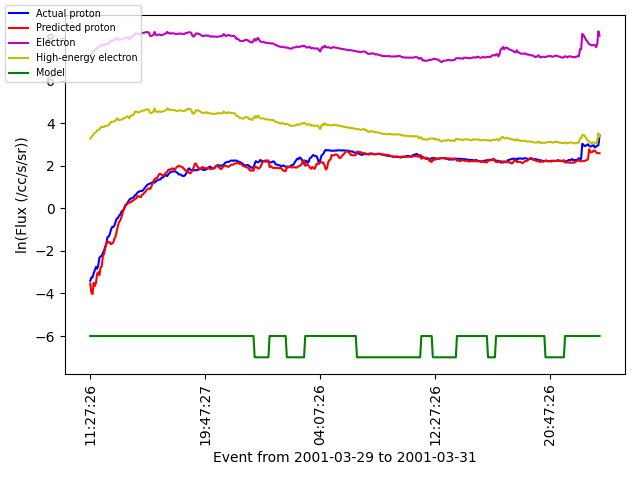 Actual proton
Predicted proton
Electron
High-energy electron
Model
ln(Flux (/cc/s/sr))
8
6
4
2
0
−2
−4
−6
11:27:26
19:47:27
04:07:26
12:27:26
20:47:26
Event from 2001-03-29 to 2001-03-31